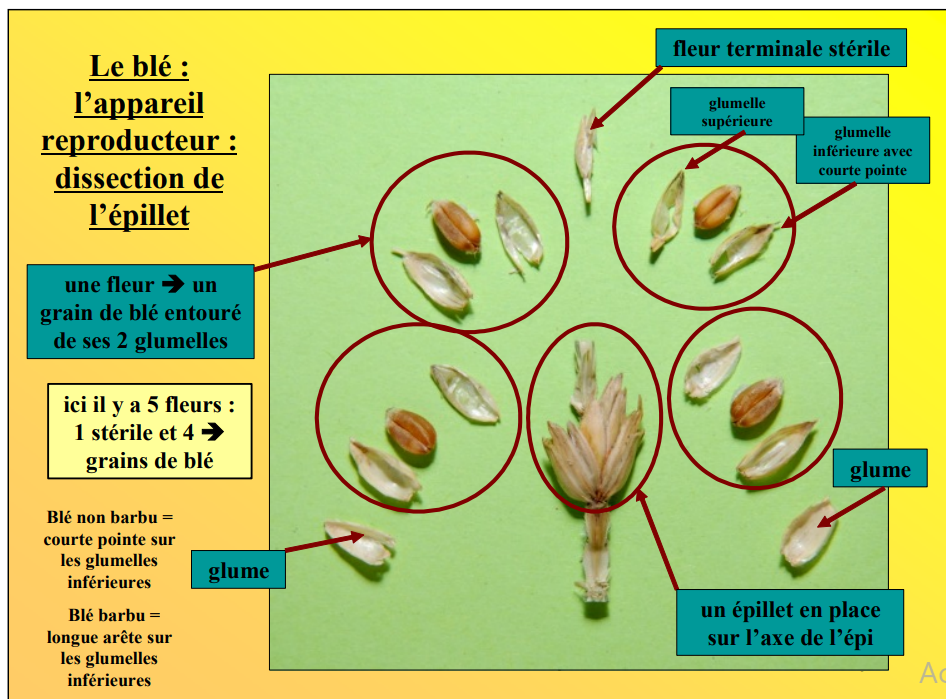 Le blé :
l’appareil
reproducteur :
dissection de
l’épillet
fleur terminale stérile
glumelle
supérieure
glumelle
inférieure avec
courte pointe
une fleur ➔ un
grain de blé entouré
de ses 2 glumelles
ici il y a 5 fleurs :
1 stérile et 4 ➔
grains de blé
glume
Blé non barbu =
courte pointe sur
les glumelles
inférieures
glume
Blé barbu =
longue arête sur
les glumelles
inférieures
un épillet en place
sur l’axe de l’épi